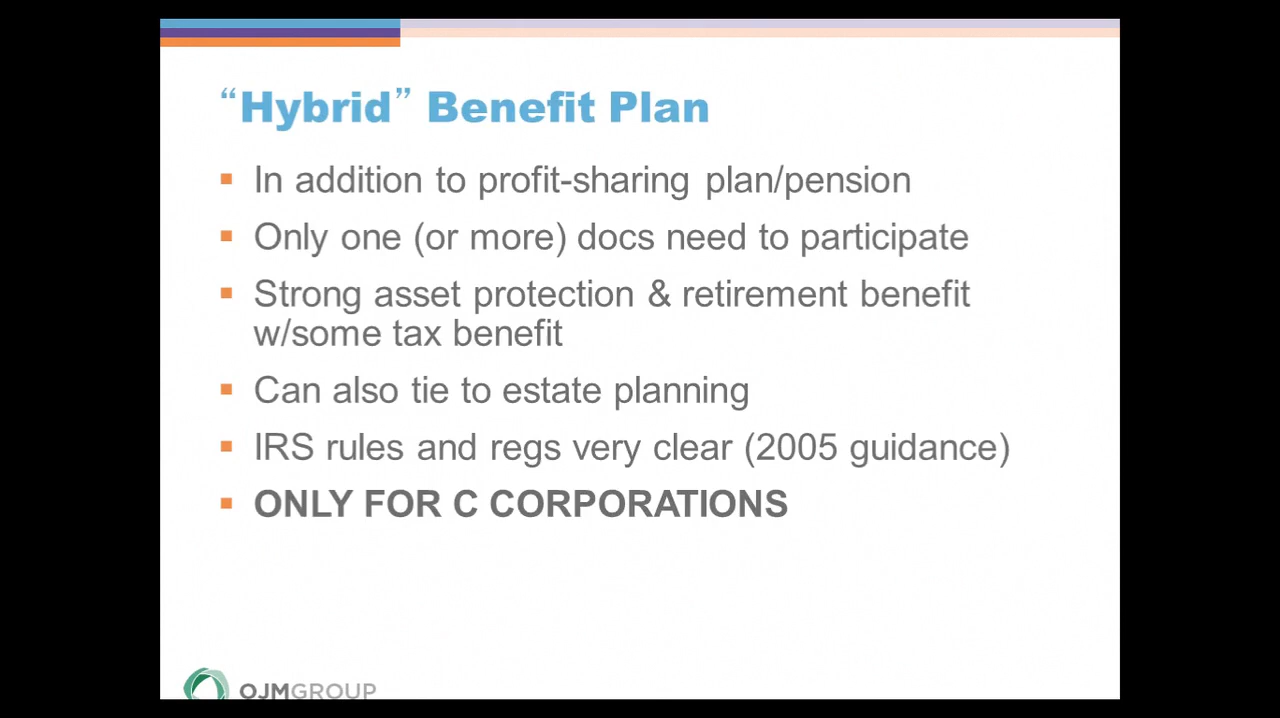 “Hybrid” Benefit Plan
In addition to profit-sharing plan/pension
Only one (or more) docs need to participate
Strong asset protection & retirement benefit
w/some tax benefit
Can also tie to estate planning
IRS rules and regs very clear (2005 guidance)
ONLY FOR C CORPORATIONS
OJMGROUP